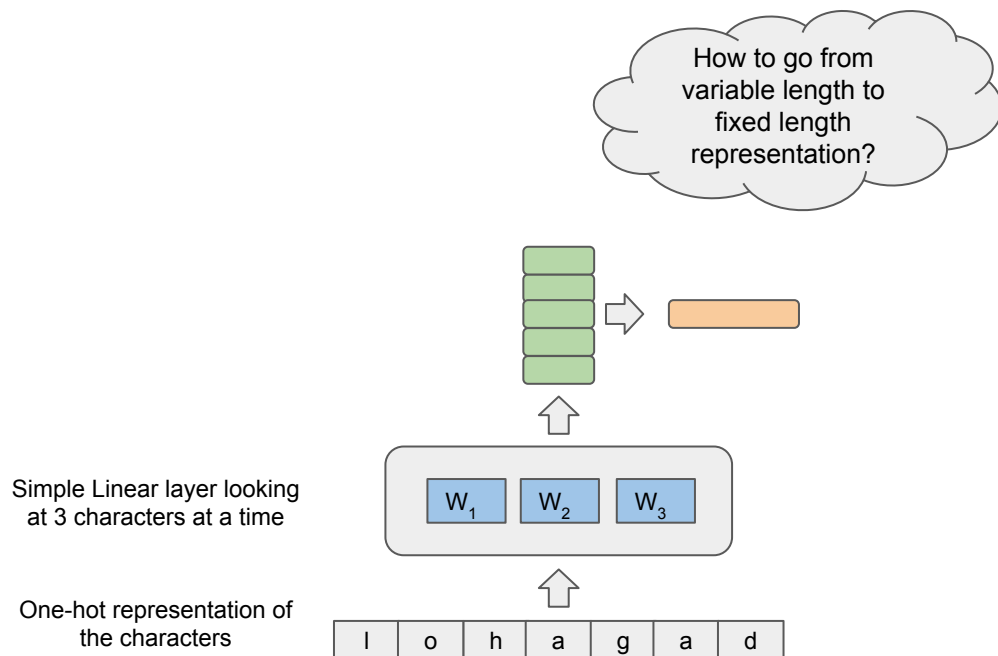 How to go from
variable length to
fixed length
representation?
Simple Linear layer looking
at 3 characters at a time
W1 W2 W3
One-hot representation of
the characters
l o h a g a d